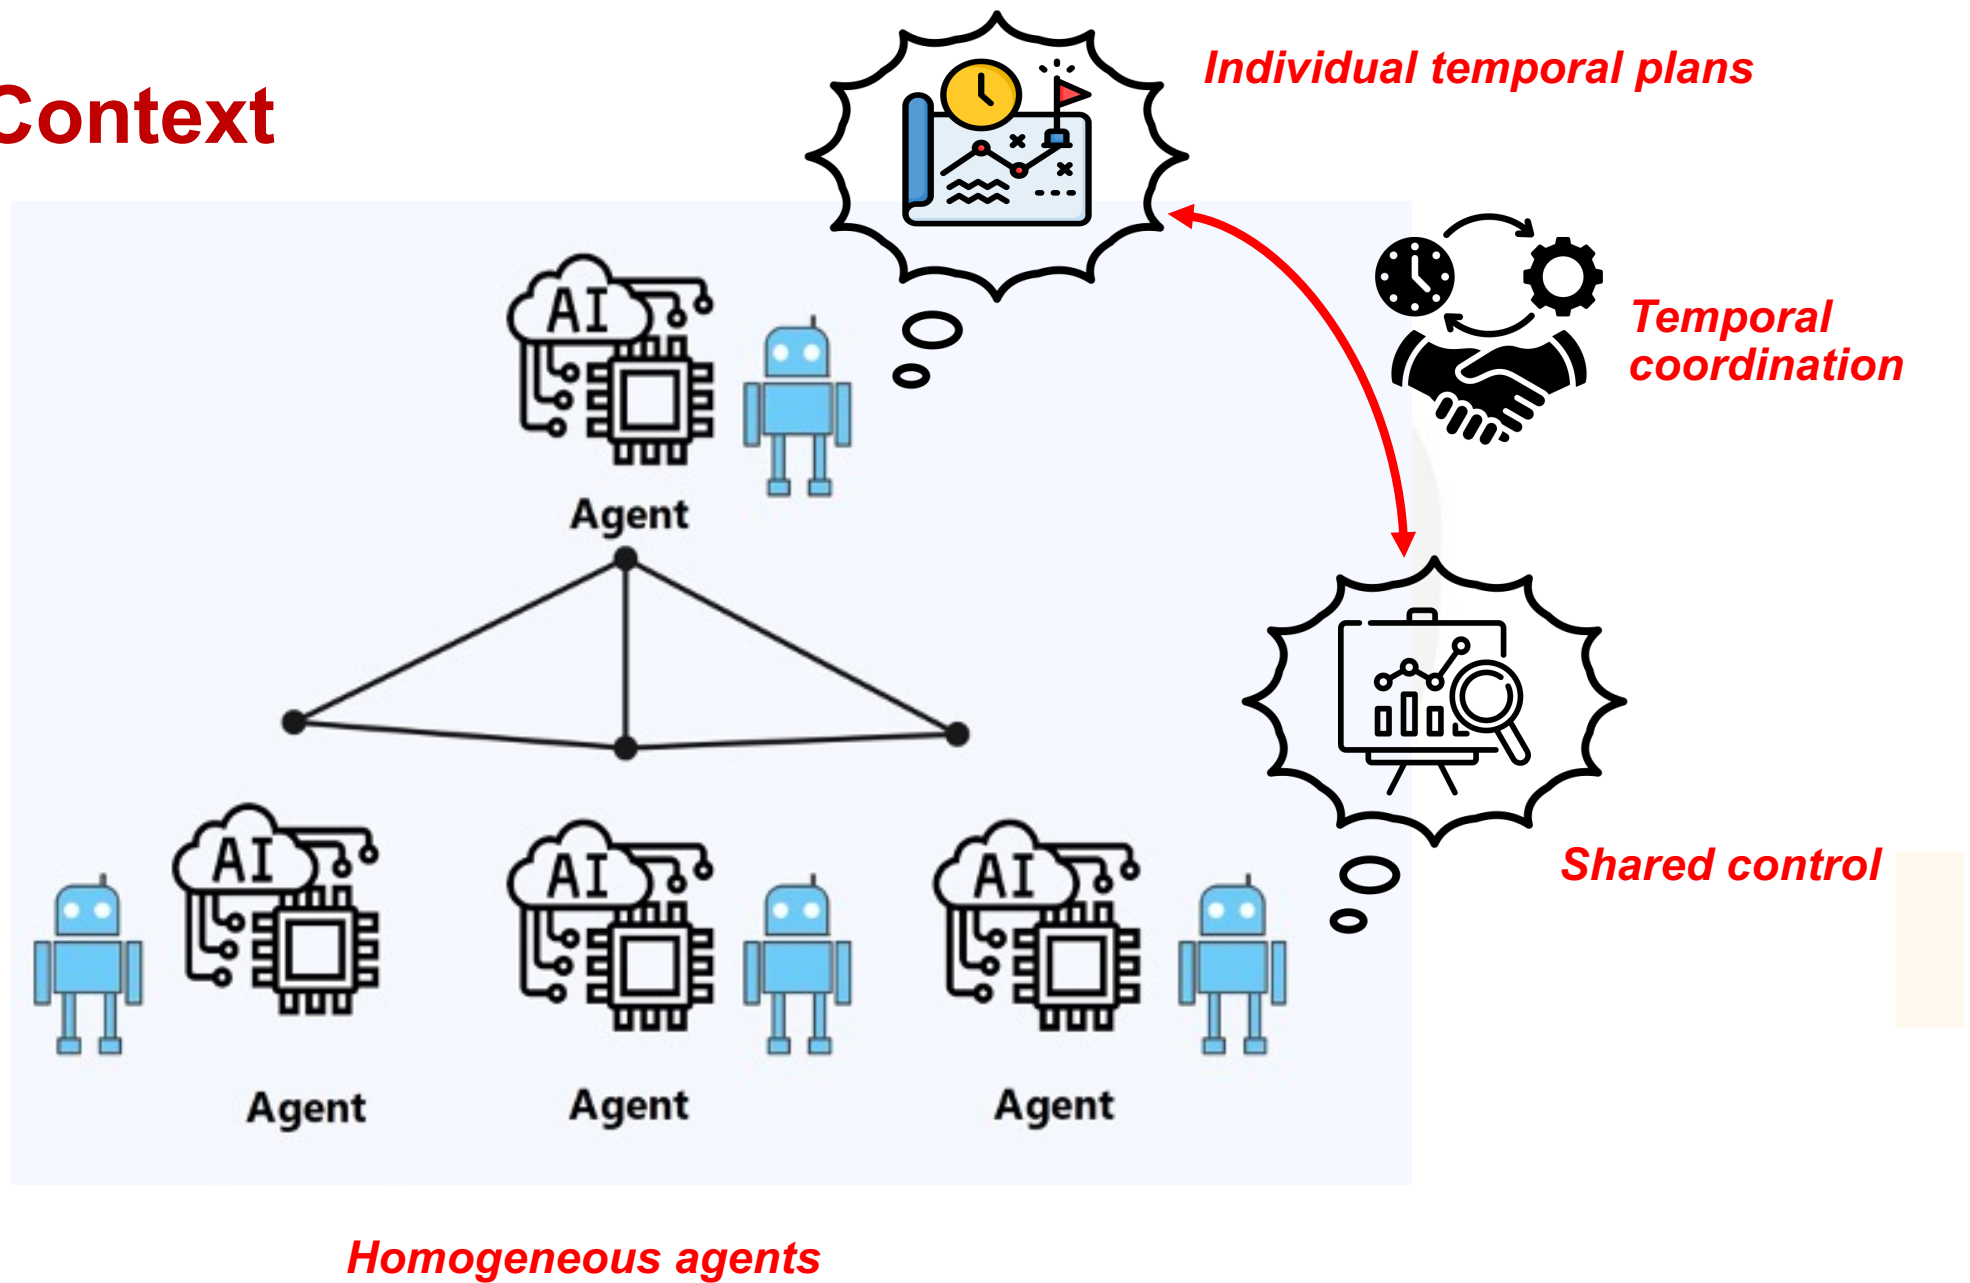 Individual temporal plans
Context
AI
Temporal
coordination
Agent
Shared control
AI
AI
AI
Agent
Agent
Agent
Homogeneous agents